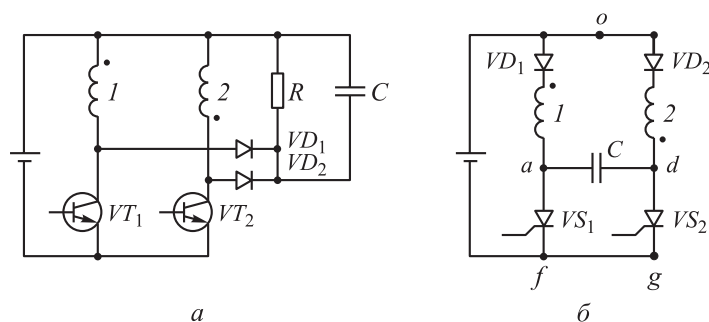 o
VD₁
VD₂
1
2
R
C
1
2
VD₁
VD₂
a
C
d
VT₁
VT₂
VS₁
VS₂
f
g
а
б